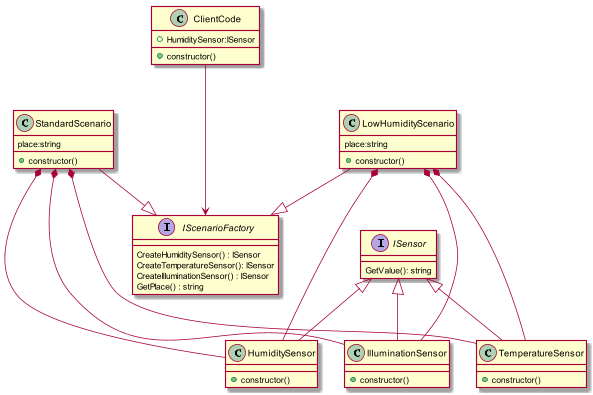 C ClientCode
HumiditySensor:ISensor
constructor()
C StandardScenario
place:string
constructor()
C LowHumidityScenario
place:string
constructor()
I IScenarioFactory
CreateHumiditySensor() : ISensor
CreateTemperatureSensor(): ISensor
CreateIlluminationSensor() : ISensor
GetPlace() : string
I ISensor
GetValue(): string
C HumiditySensor
constructor()
C IlluminationSensor
constructor()
C TemperatureSensor
constructor()